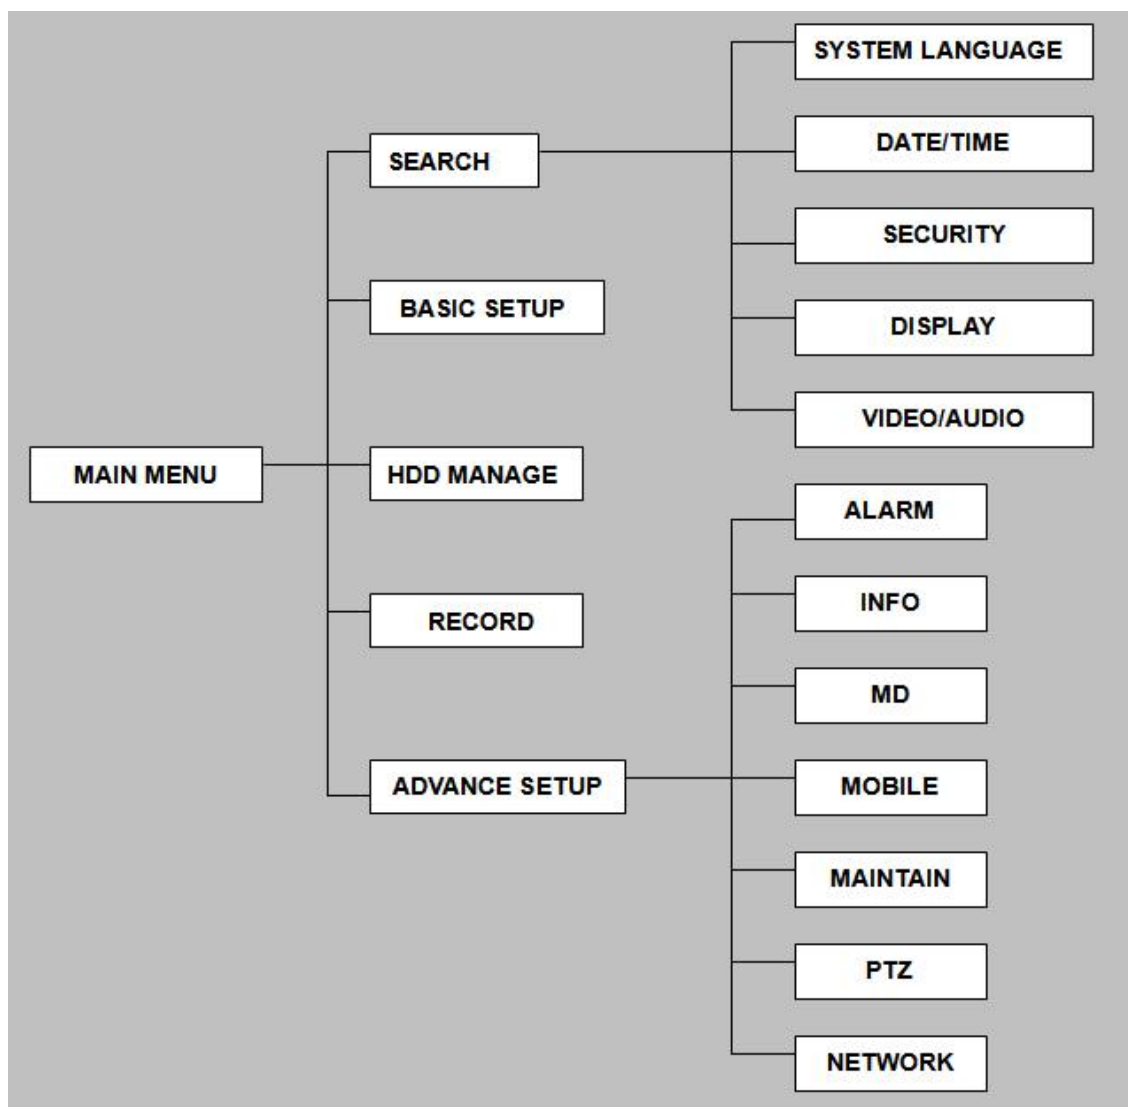 MAIN MENU
SEARCH
BASIC SETUP
HDD MANAGE
RECORD
ADVANCE SETUP
SYSTEM LANGUAGE
DATE/TIME
SECURITY
DISPLAY
VIDEO/AUDIO
ALARM
INFO
MD
MOBILE
MAINTAIN
PTZ
NETWORK